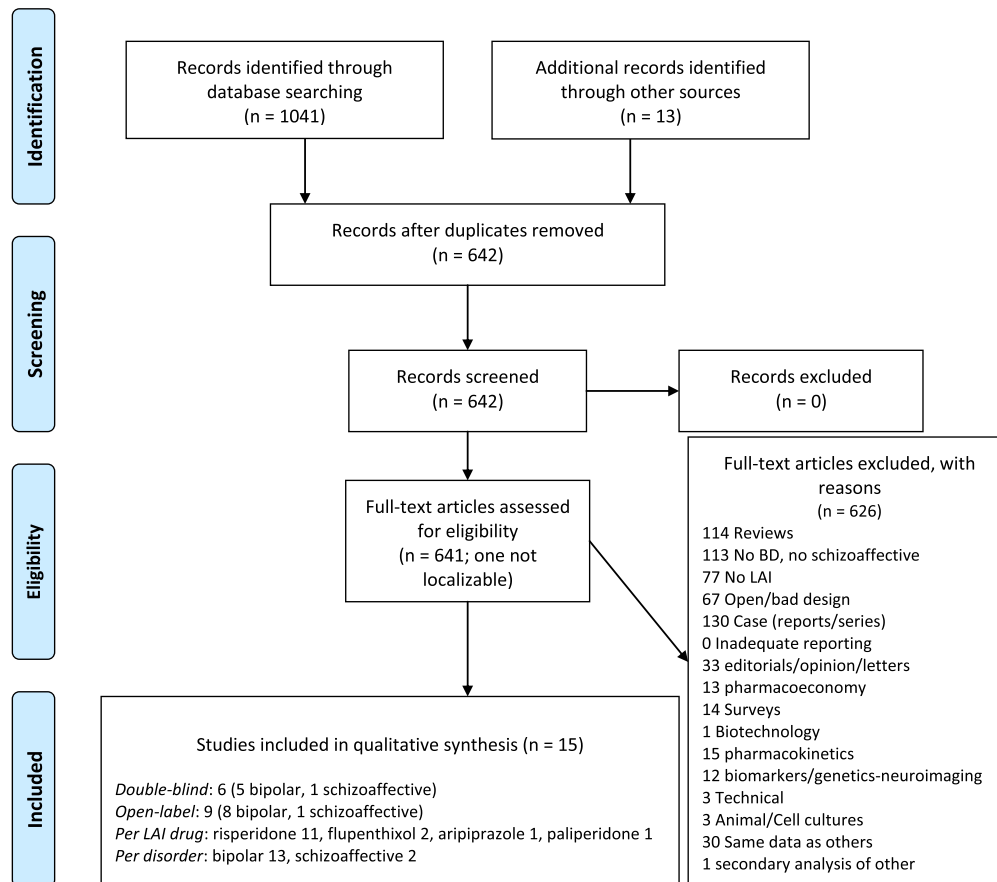 Identification
Records identified through
database searching
(n = 1041)
Additional records identified
through other sources
(n = 13)
Records after duplicates removed
(n = 642)
Screening
Records screened
(n = 642)
Records excluded
(n = 0)
Eligibility
Full-text articles assessed
for eligibility
(n = 641; one not
localizable)
Full-text articles excluded, with
reasons
(n = 626)
114 Reviews
113 No BD, no schizoaffective
77 No LAI
67 Open/bad design
130 Case (reports/series)
0 Inadequate reporting
33 editorials/opinion/letters
13 pharmacoeconomy
14 Surveys
1 Biotechnology
15 pharmacokinetics
12 biomarkers/genetics-neuroimaging
3 Technical
3 Animal/Cell cultures
30 Same data as others
1 secondary analysis of other
Included
Studies included in qualitative synthesis (n = 15)
Double-blind: 6 (5 bipolar, 1 schizoaffective)
Open-label: 9 (8 bipolar, 1 schizoaffective)
Per LAI drug: risperidone 11, flupenthixol 2, aripiprazole 1, paliperidone 1
Per disorder: bipolar 13, schizoaffective 2